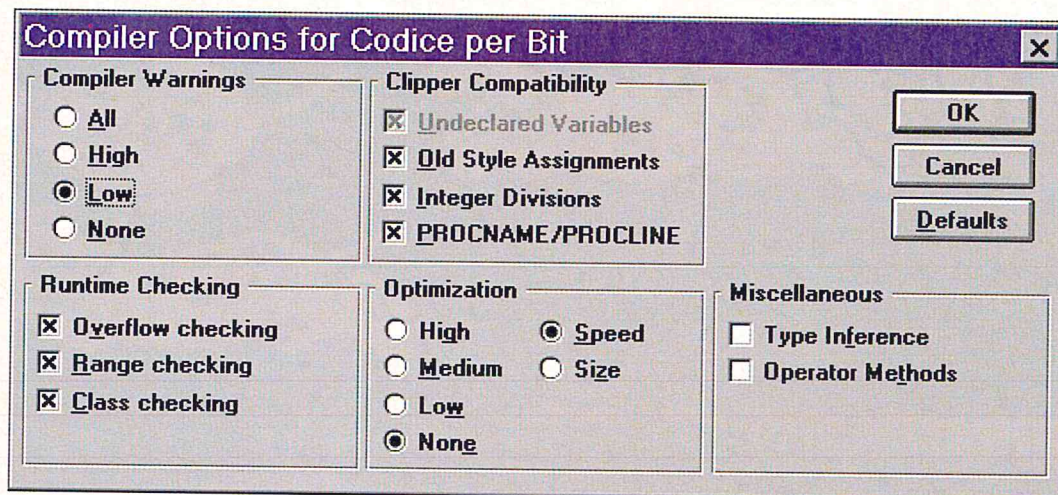 Compiler Options for Codice per Bit
Compiler Warnings
All
High
Low
None
Clipper Compatibility
Undeclared Variables
Old Style Assignments
Integer Divisions
PROCNAME/PROCLINE
OK
Cancel
Defaults
Runtime Checking
Overflow checking
Range checking
Class checking
Optimization
High
Medium
Low
None
Speed
Size
Miscellaneous
Type Inference
Operator Methods